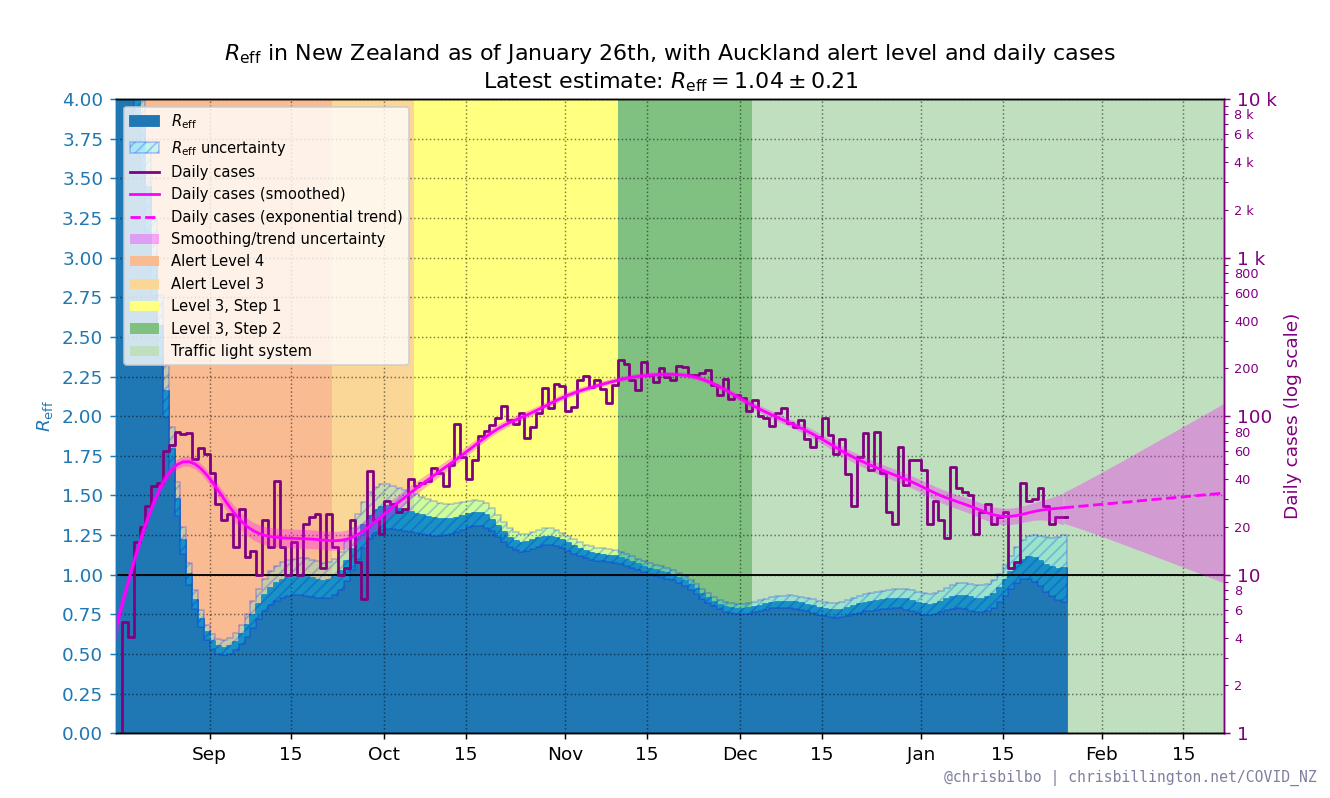 R_eff in New Zealand as of January 26th, with Auckland alert level and daily cases
Latest estimate: R_eff = 1.04 ± 0.21
4.00
3.75
3.50
3.25
3.00
2.75
2.50
2.25
2.00
1.75
1.50
1.25
1.00
0.75
0.50
0.25
0.00
R_eff
R_eff
R_eff uncertainty
Daily cases
Daily cases (smoothed)
Daily cases (exponential trend)
Smoothing/trend uncertainty
Alert Level 4
Alert Level 3
Level 3, Step 1
Level 3, Step 2
Traffic light system
10 k
8 k
6 k
4 k
2 k
1 k
800
600
400
200
100
80
60
40
20
10
8
6
4
2
1
Daily cases (log scale)
Sep 15 Oct 15 Nov 15 Dec 15 Jan 15 Feb 15
@chrisbilbo | chrisbillington.net/COVID_NZ